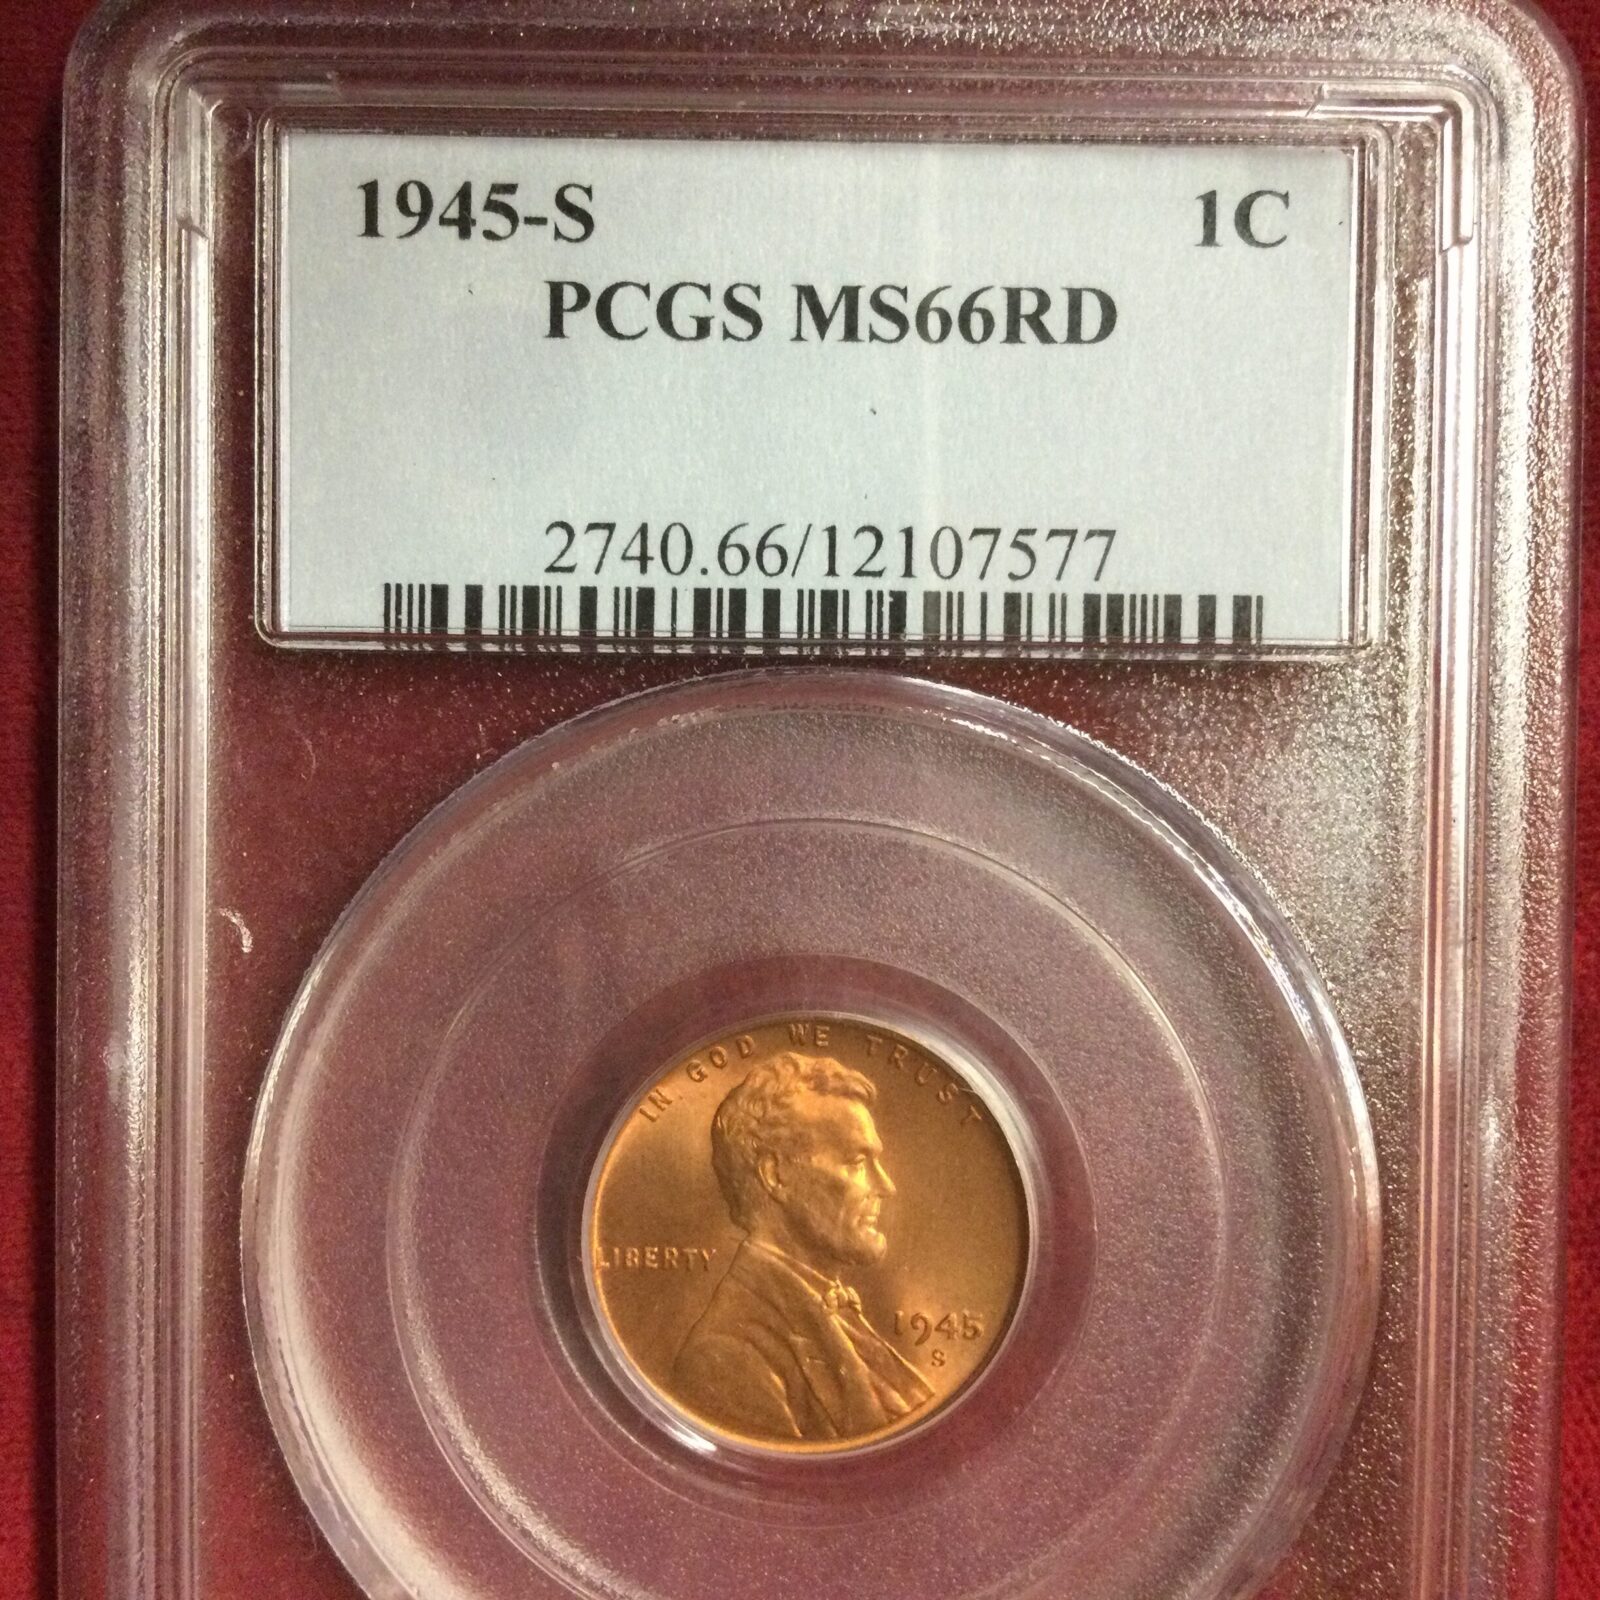 1945-S 1C
PCGS MS66RD
2740.66/12107577
IN GOD WE TRUST
LIBERTY
1945
S